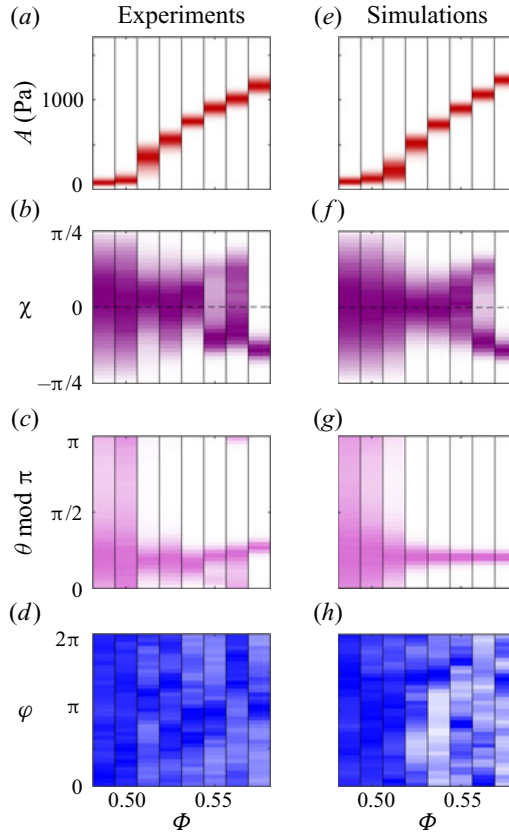 (a) Experiments (e) Simulations
A (Pa)
1000
0
(b) (f)
π/4
χ
0
−π/4
(c) (g)
π
θ mod π
π/2
0
(d) (h)
2π
φ
π
0
0.50 0.55 0.50 0.55
Φ Φ